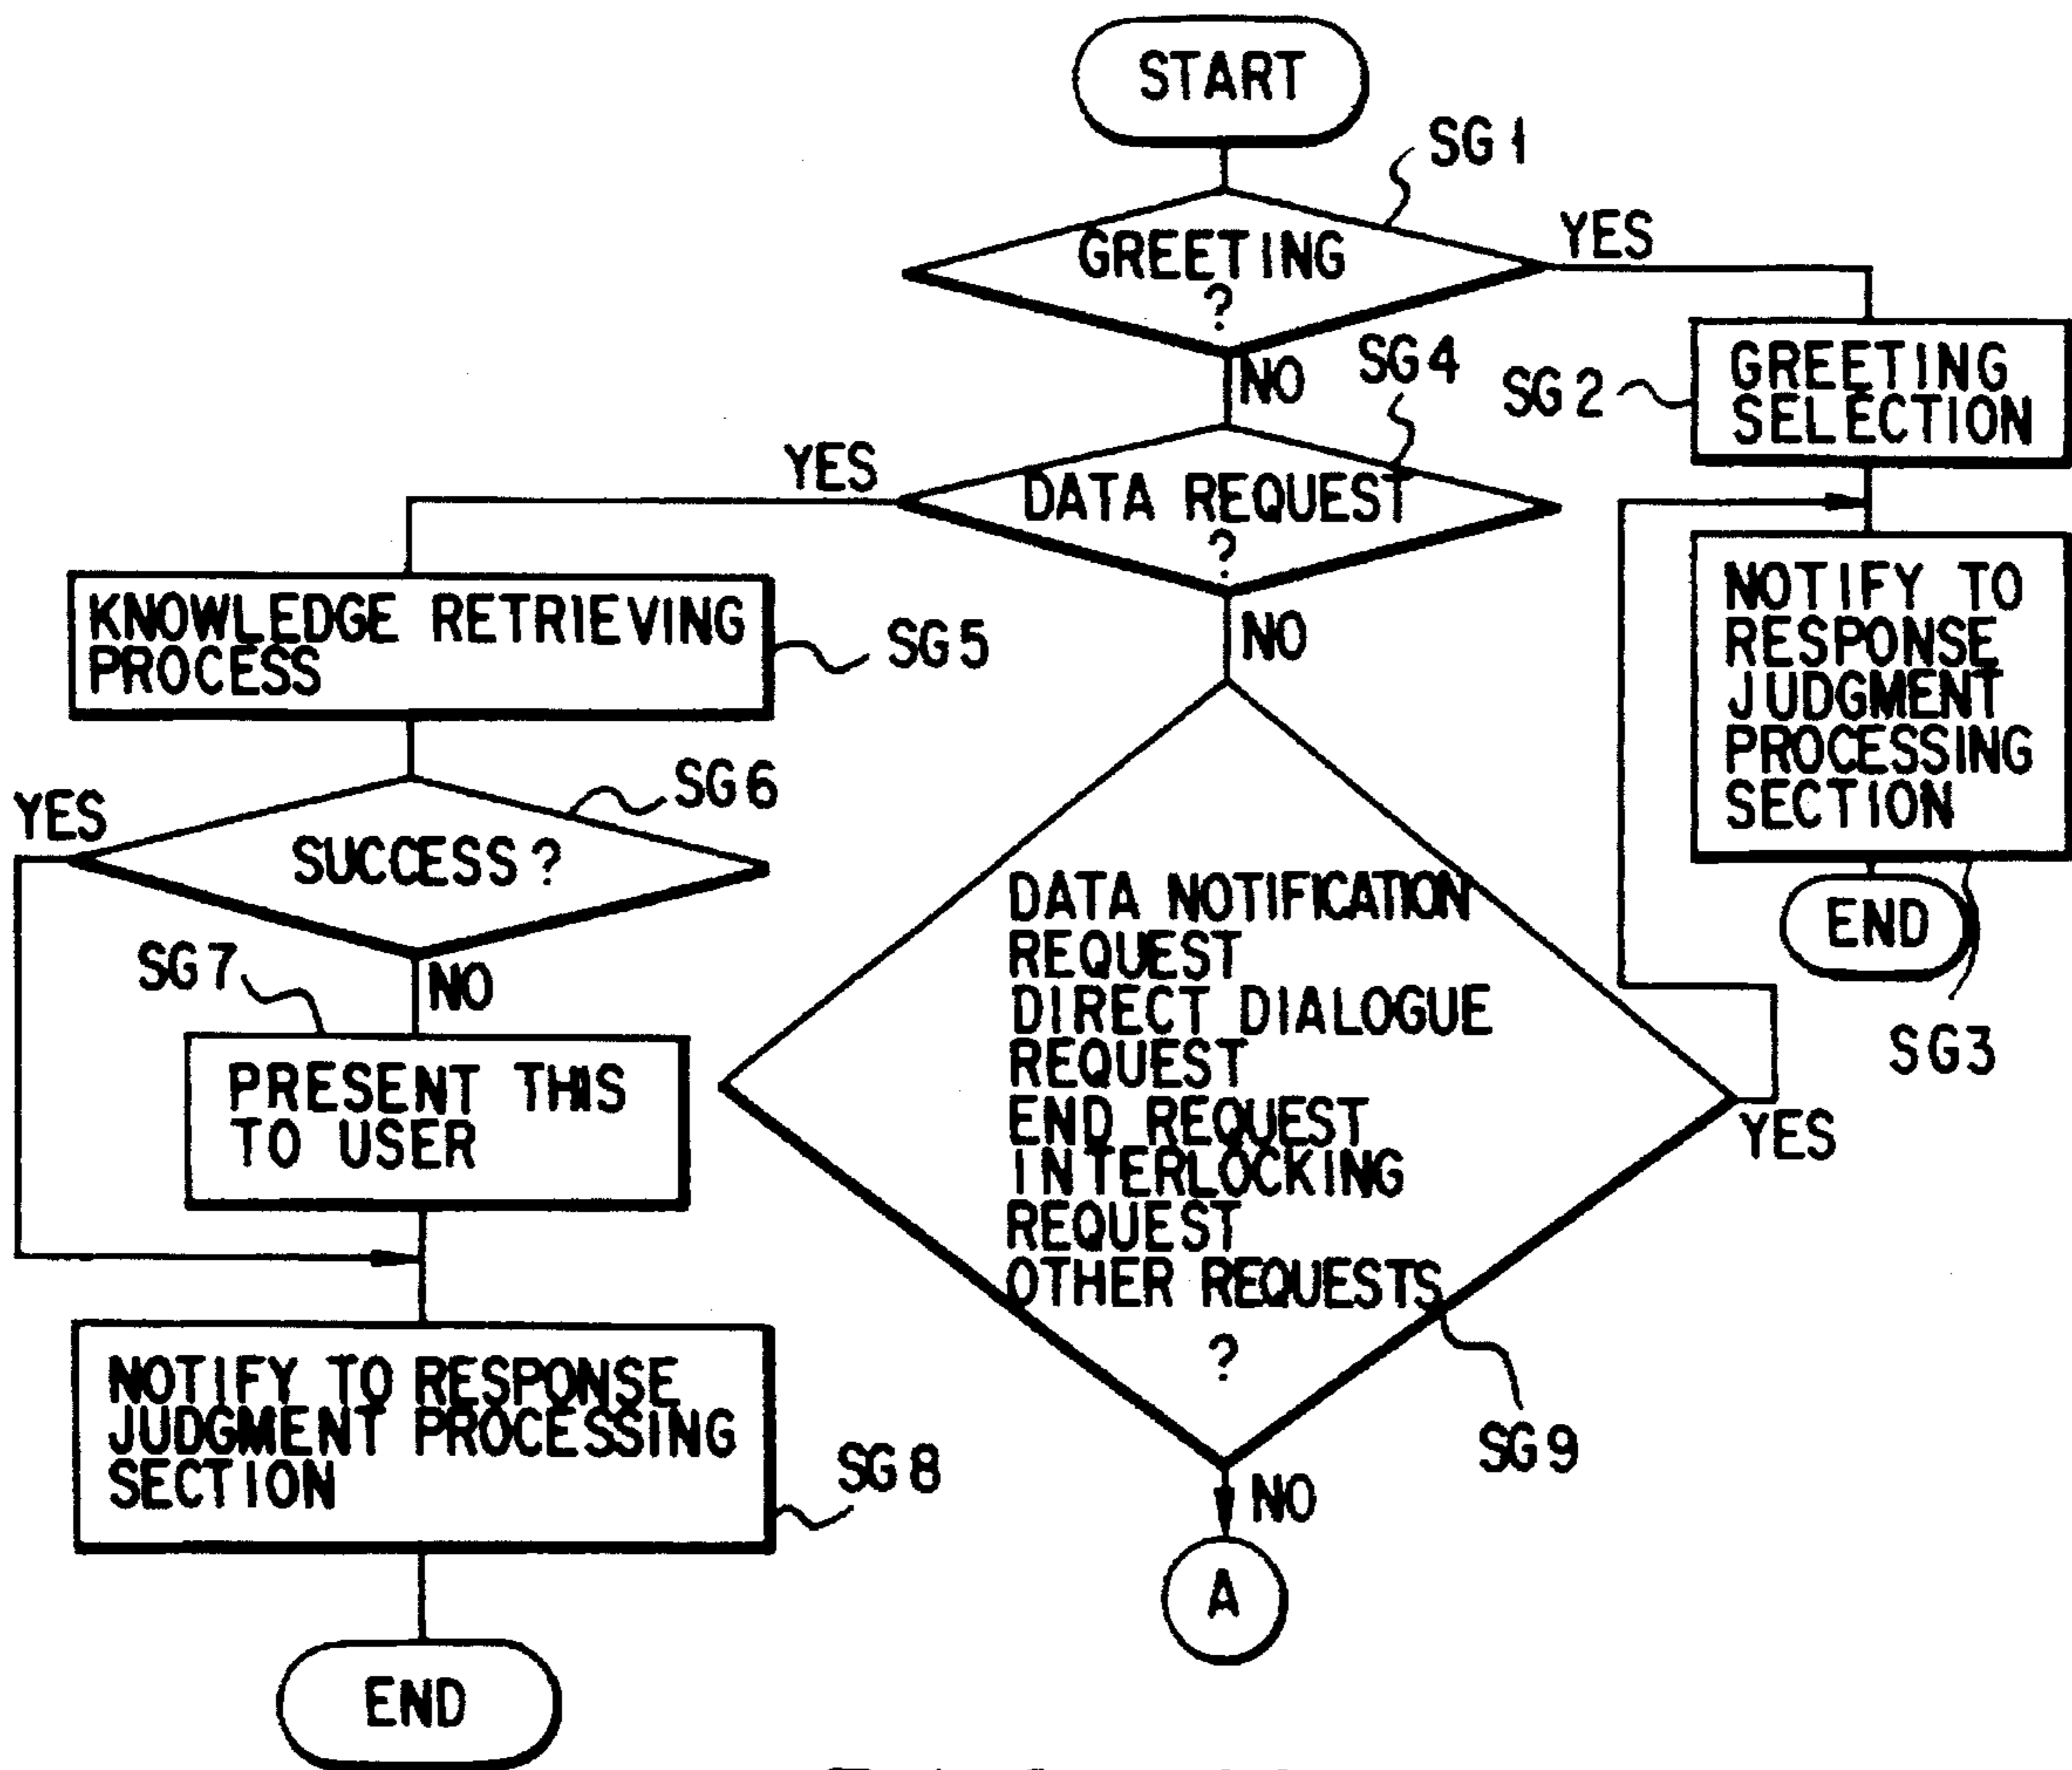 START
SG1
GREETING
?
YES
NO
SG4
SG2
GREETING
SELECTION
YES
DATA REQUEST
?
NO
NOTIFY TO
RESPONSE
JUDGMENT
PROCESSING
SECTION
END
SG3
KNOWLEDGE RETRIEVING
PROCESS
SG5
SG6
YES
SUCCESS?
NO
SG7
PRESENT THIS
TO USER
NOTIFY TO RESPONSE
JUDGMENT PROCESSING
SECTION
SG8
END
DATA NOTIFICATION
REQUEST
DIRECT DIALOGUE
REQUEST
END REQUEST
INTERLOCKING
REQUEST
OTHER REQUESTS
?
YES
SG9
NO
A